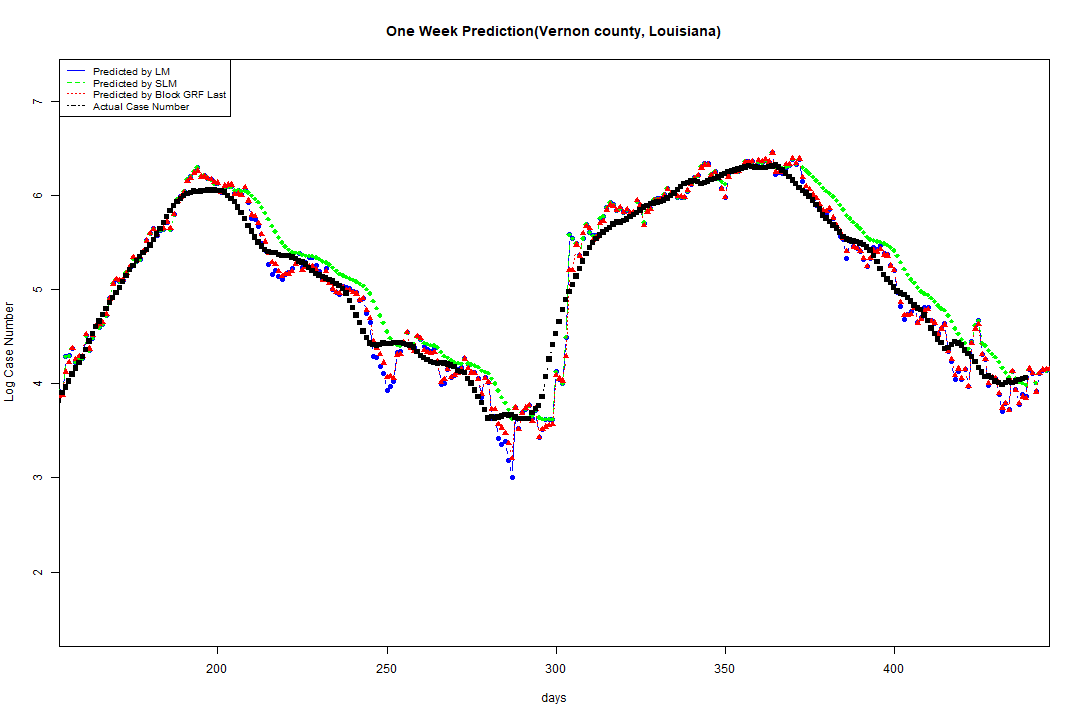 One Week Prediction(Vernon county, Louisiana)
Predicted by LM
Predicted by SLM
Predicted by Block GRF Last
Actual Case Number
7
6
5
4
3
2
Log Case Number
200 250 300 350 400
days